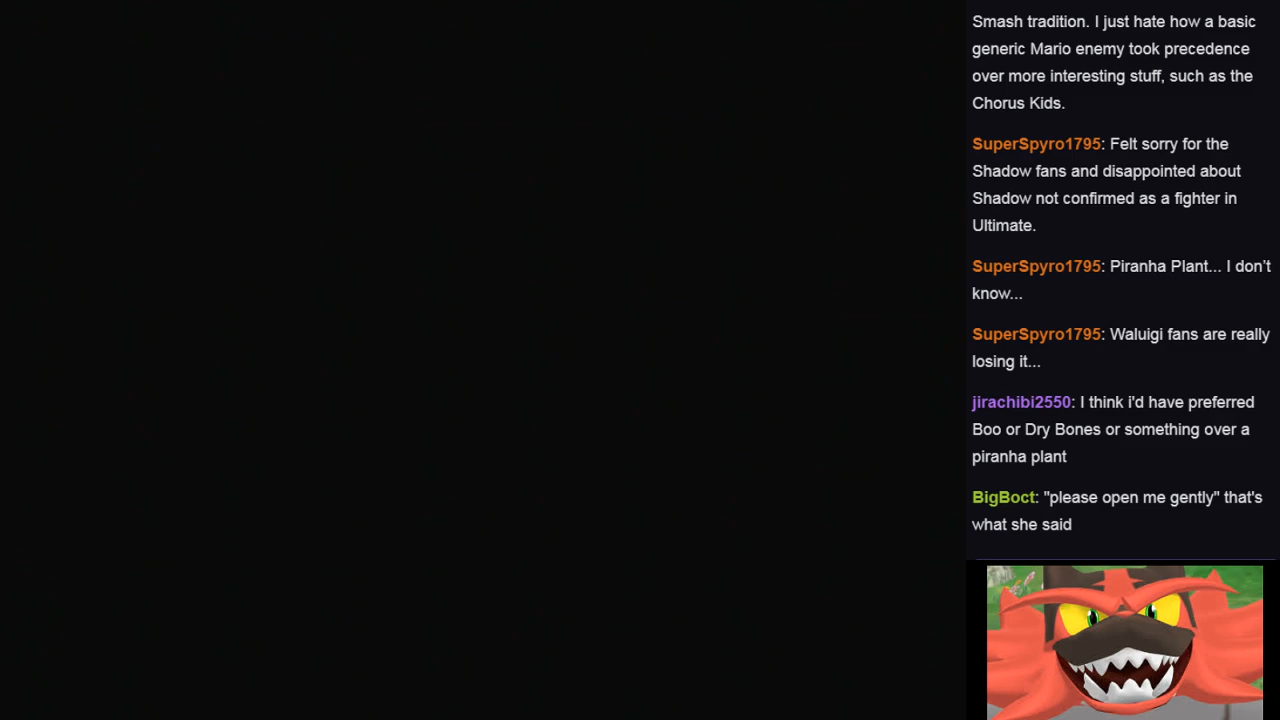 Smash tradition. I just hate how a basic
generic Mario enemy took precedence
over more interesting stuff, such as the
Chorus Kids.
SuperSpyro1795: Felt sorry for the
Shadow fans and disappointed about
Shadow not confirmed as a fighter in
Ultimate.
SuperSpyro1795: Piranha Plant... I don't
know...
SuperSpyro1795: Waluigi fans are really
losing it...
jirachibi2550: I think i'd have preferred
Boo or Dry Bones or something over a
piranha plant
BigBoct: "please open me gently" that's
what she said